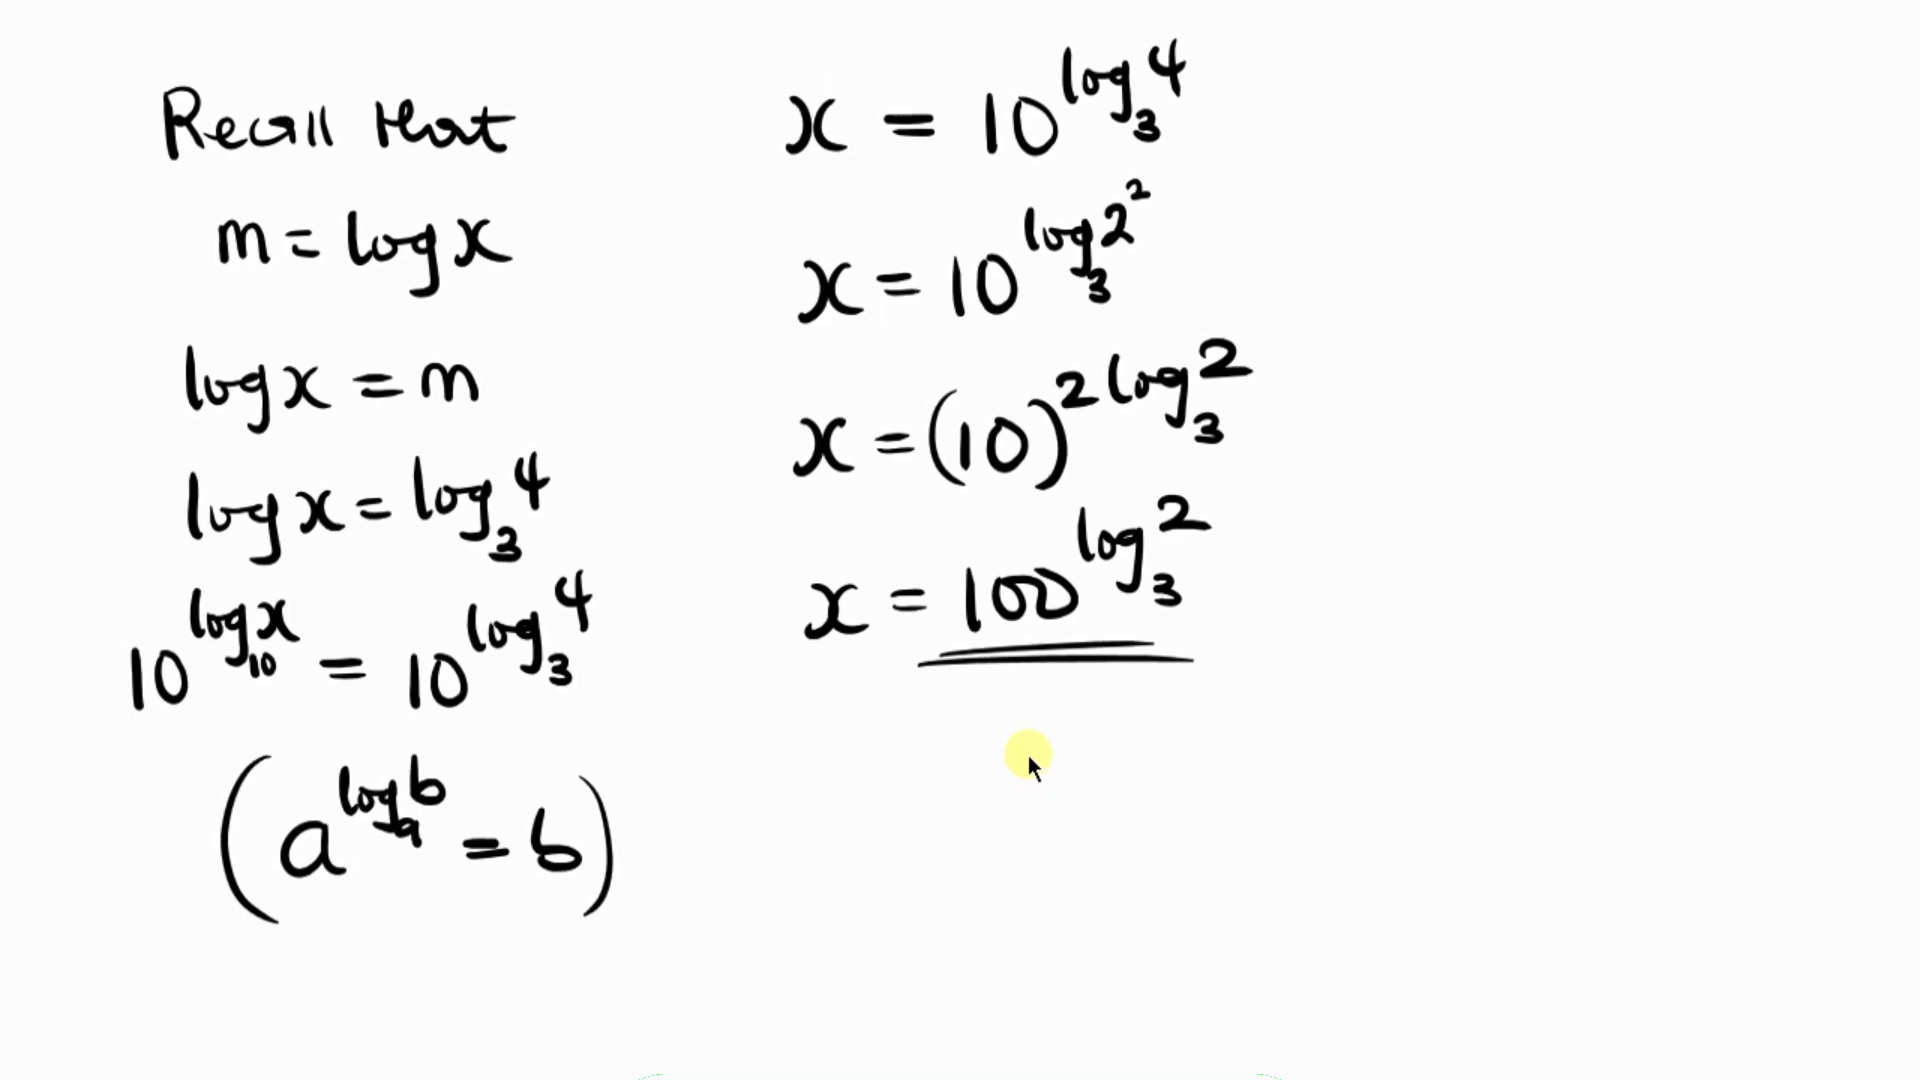 Recall that
m = log x
log x = m
log x = log₃ 4
10^(log₁₀ x) = 10^(log₃ 4)
(a^(logₐ b) = b)
x = 10^(log₃ 4)
x = 10^(log₃ 2²)
x = (10)^(2 log₃ 2)
x = 100^(log₃ 2)